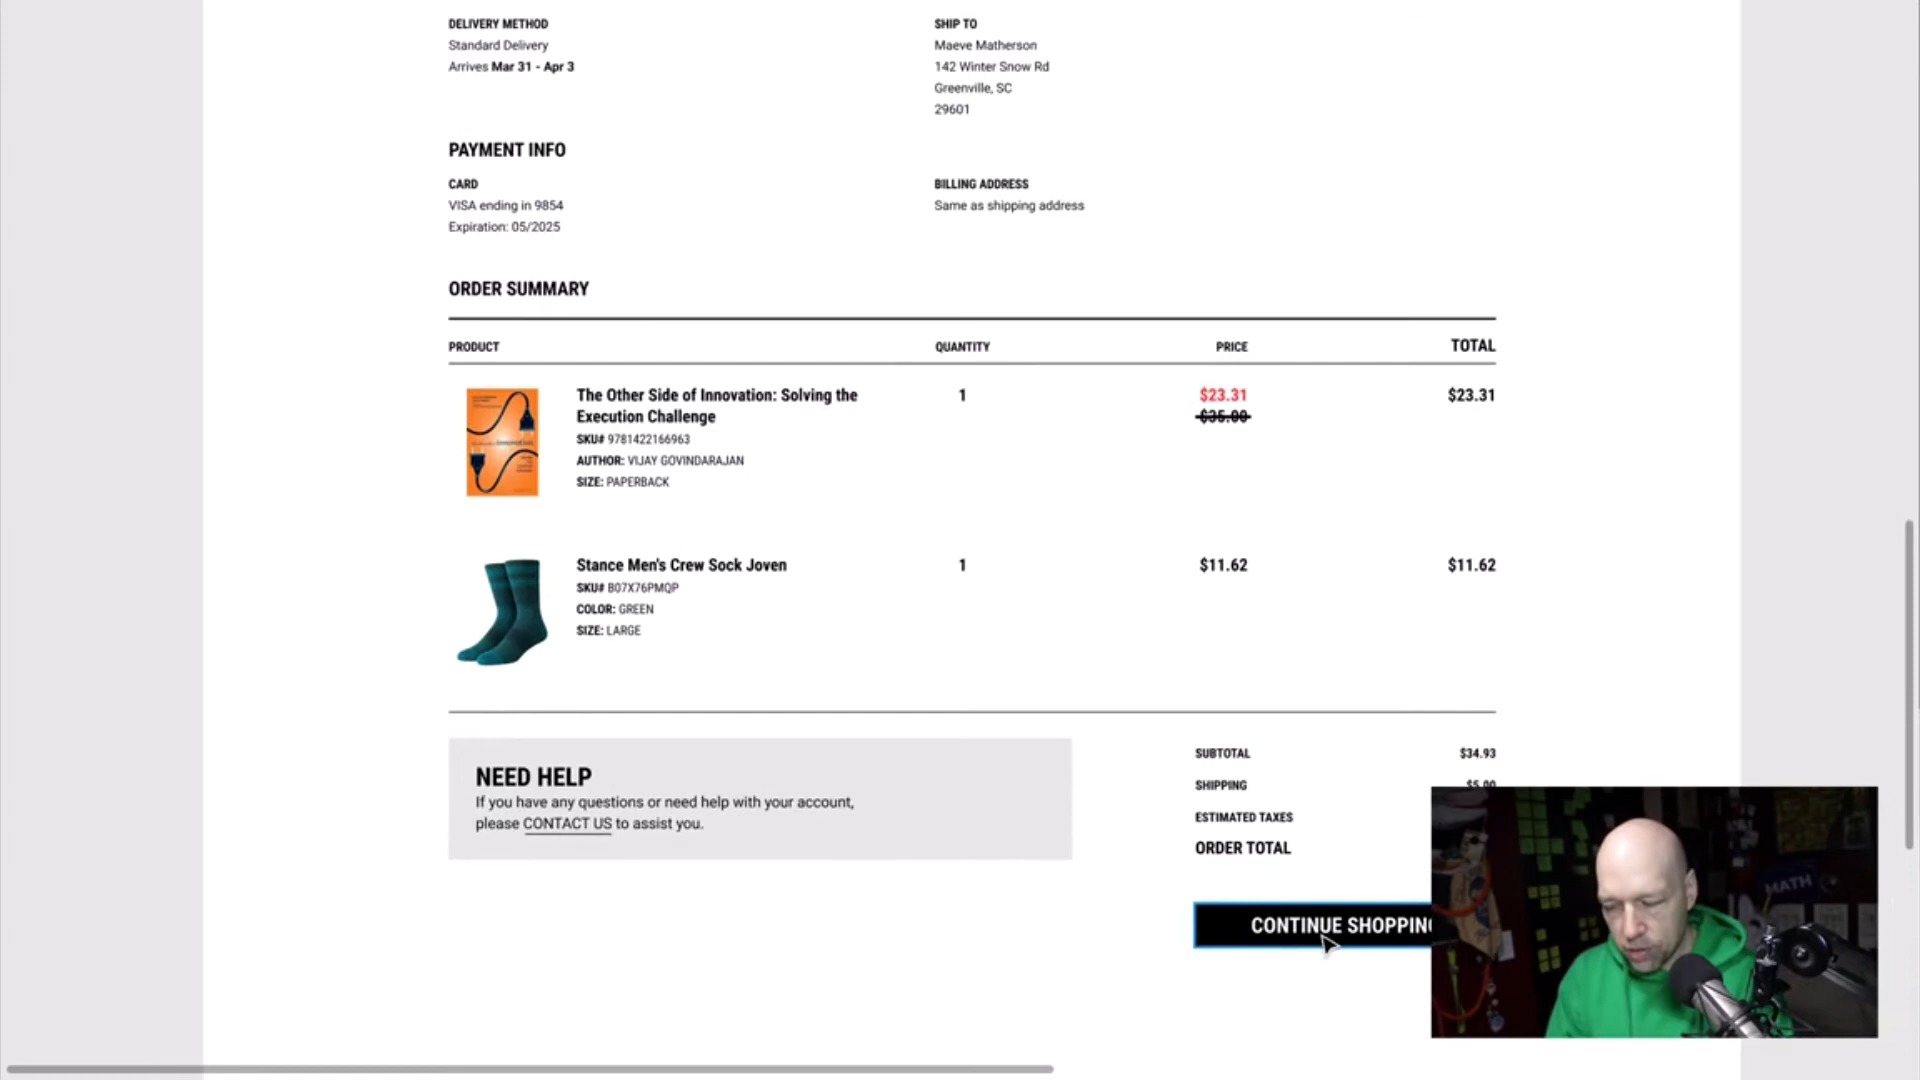 DELIVERY METHOD
Standard Delivery
Arrives Mar 31 - Apr 3
SHIP TO
Maeve Matherson
142 Winter Snow Rd
Greenville, SC
29601
PAYMENT INFO
CARD
VISA ending in 9854
Expiration: 05/2025
BILLING ADDRESS
Same as shipping address
ORDER SUMMARY
PRODUCT QUANTITY PRICE TOTAL
The Other Side of Innovation: Solving the
Execution Challenge
SKU# 9781422166963
AUTHOR: VIJAY GOVINDARAJAN
SIZE: PAPERBACK
1
$23.31
$35.00
$23.31
Stance Men's Crew Sock Joven
SKU# B07X76PMQP
COLOR: GREEN
SIZE: LARGE
1
$11.62
$11.62
NEED HELP
If you have any questions or need help with your account,
please CONTACT US to assist you.
SUBTOTAL $34.93
SHIPPING $5.00
ESTIMATED TAXES
ORDER TOTAL
CONTINUE SHOPPING
MATH